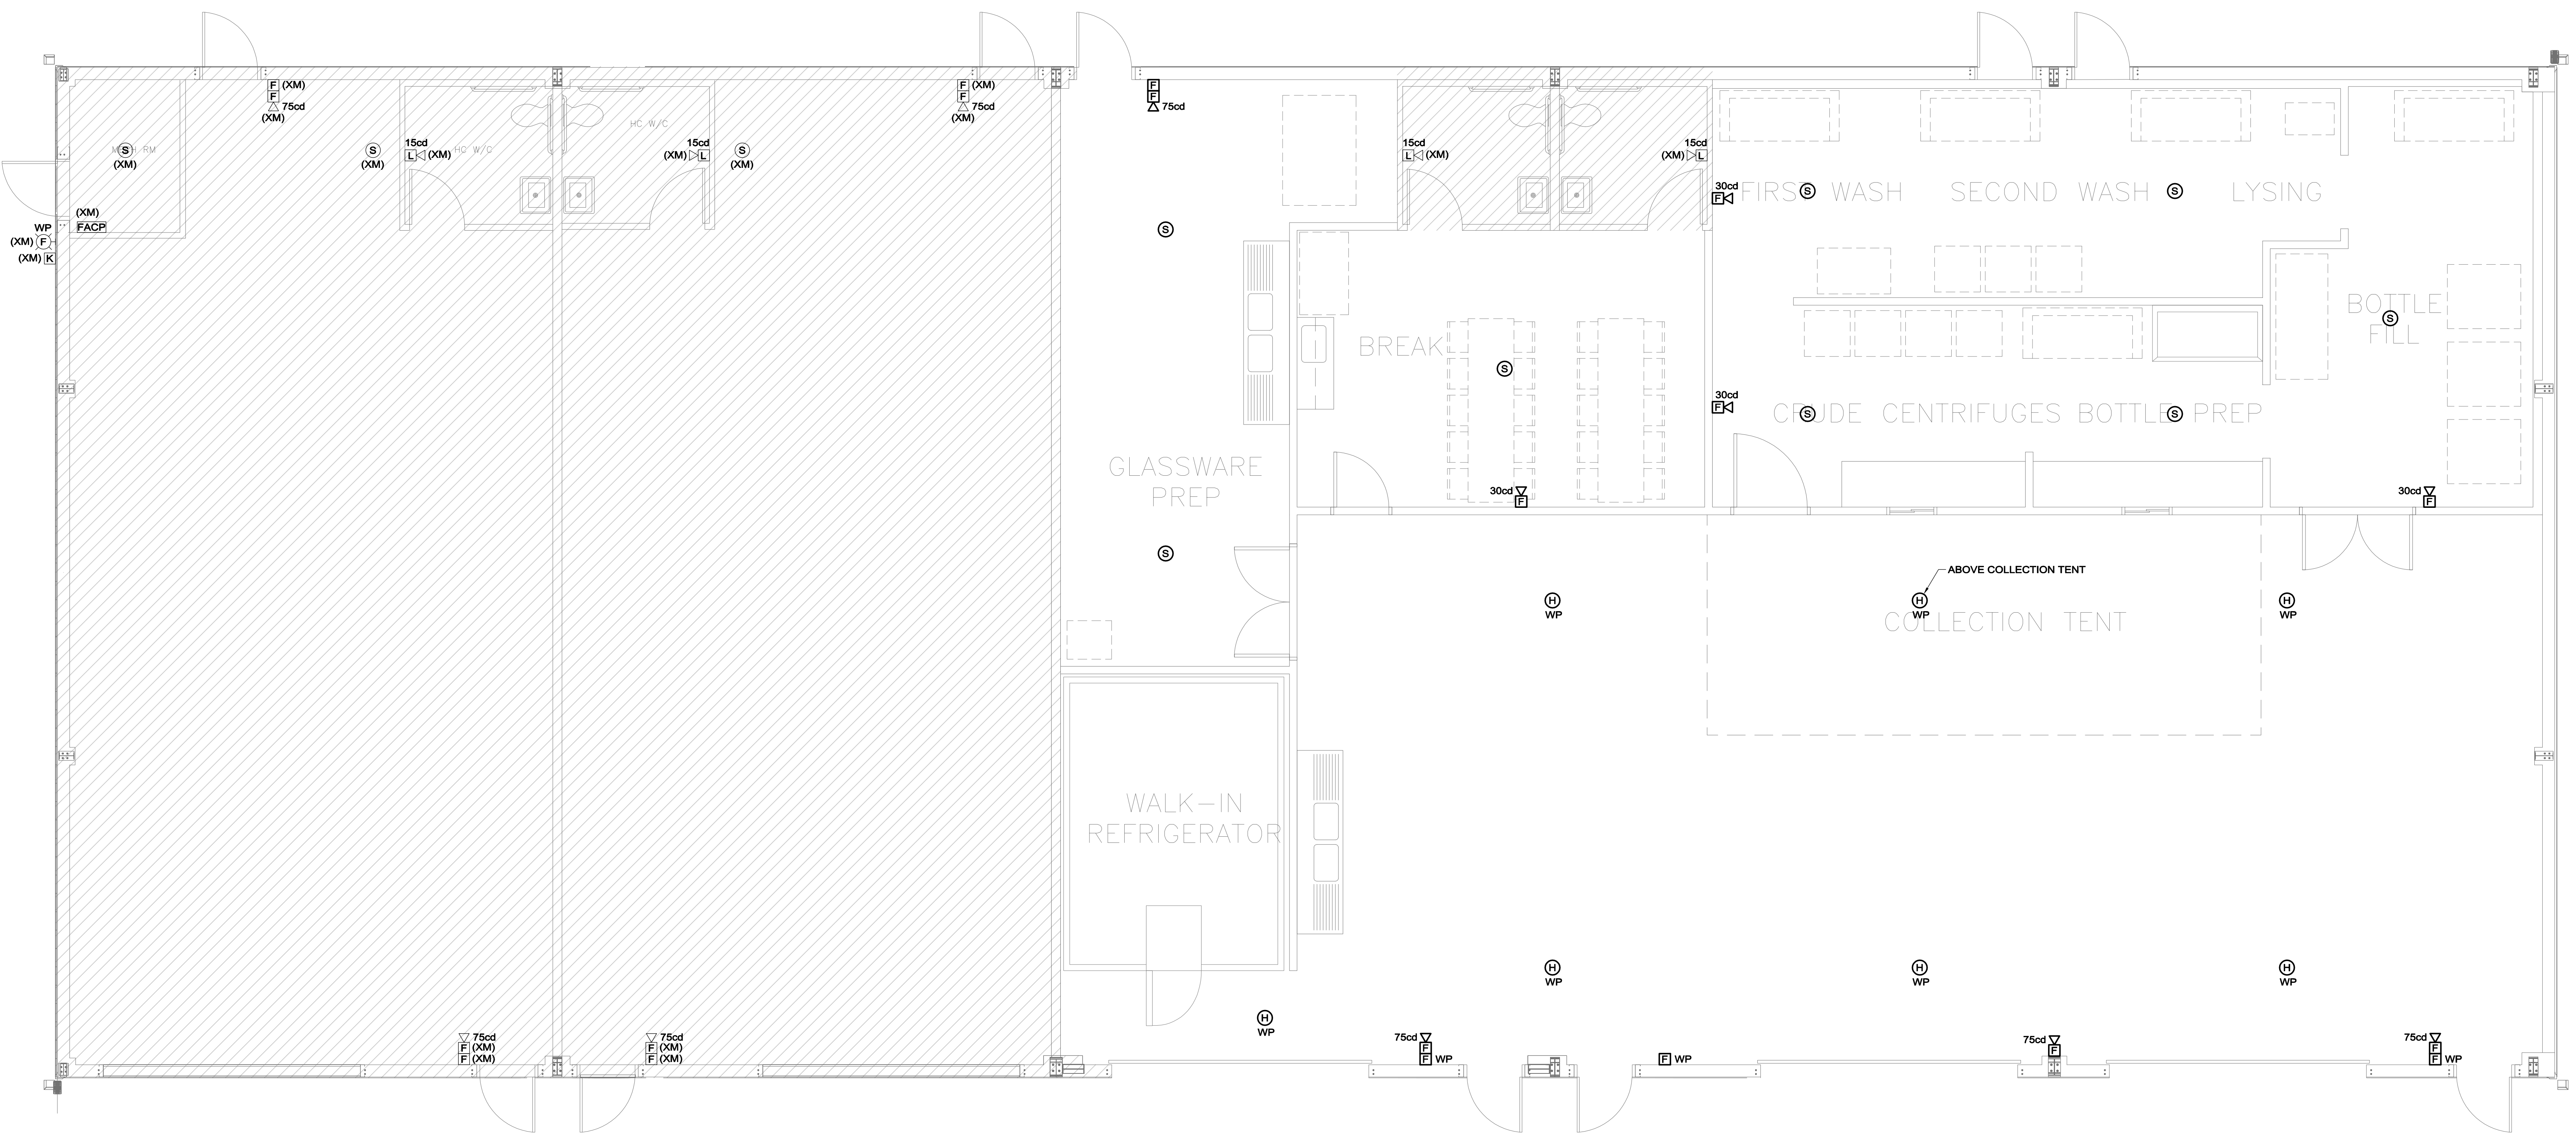 F (XM)
F
75cd
(XM)
F (XM)
F
75cd
(XM)
F
F
75cd
S
(XM)
S
(XM)
HC W/C
15cd
L (XM)
HC W/C
15cd
(XM) L
S
(XM)
15cd
L (XM)
15cd
(XM) L
30cd
F
FIRST WASH
S
SECOND WASH
S
LYSING
(XM)
FACP
WP
(XM) F
(XM) K
S
BREAK
S
BOTTLE
FILL
S
30cd
F
CRUDE CENTRIFUGES
S
BOTTLE PREP
S
GLASSWARE
PREP
30cd
F
30cd
F
S
ABOVE COLLECTION TENT
H
WP
H
WP
H
WP
COLLECTION TENT
WALK-IN
REFRIGERATOR
H
WP
H
WP
H
WP
H
WP
75cd
F (XM)
F (XM)
75cd
F (XM)
F (XM)
75cd
F
F WP
F WP
75cd
F
75cd
F
F WP